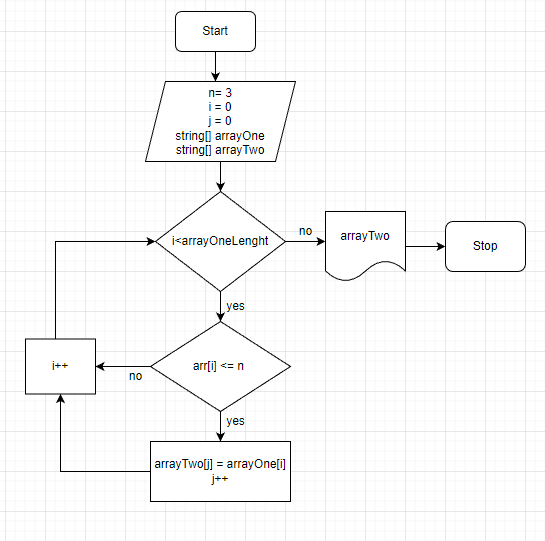 Start
n= 3
i = 0
j = 0
string[] arrayOne
string[] arrayTwo
i<arrayOneLenght
no
arrayTwo
Stop
yes
arr[i] <= n
i++
no
yes
arrayTwo[j] = arrayOne[i]
j++